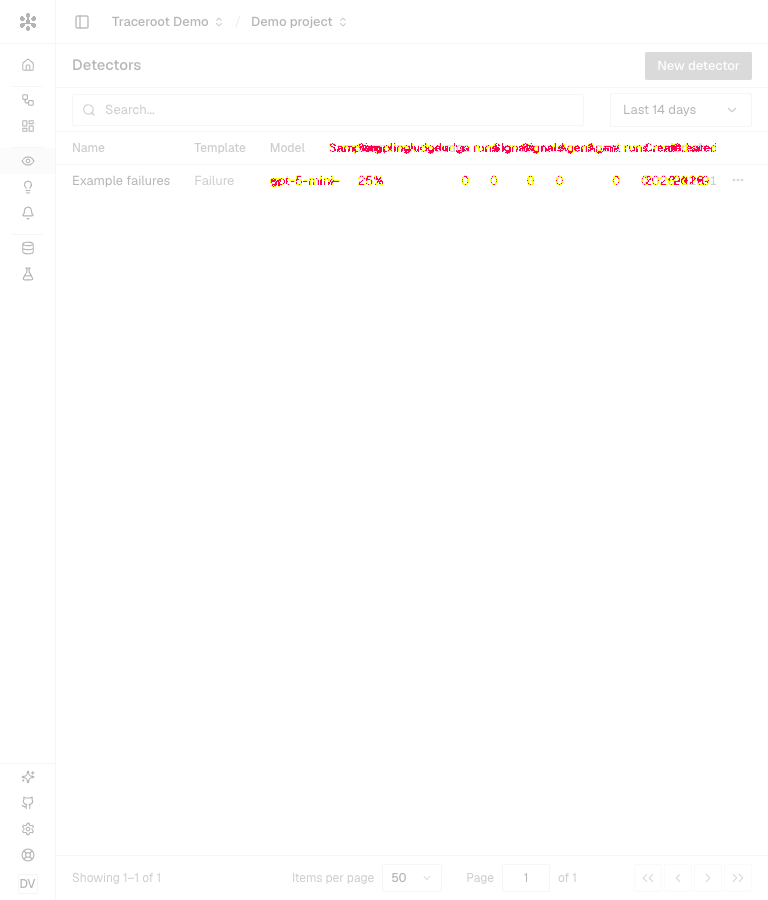 Traceroot Demo / Demo project
Detectors
New detector
Search...
Last 14 days
Name Template Model
Example failures Failure 25% 0 0 0 0 0
Showing 1–1 of 1
Items per page 50
Page 1 of 1
DV